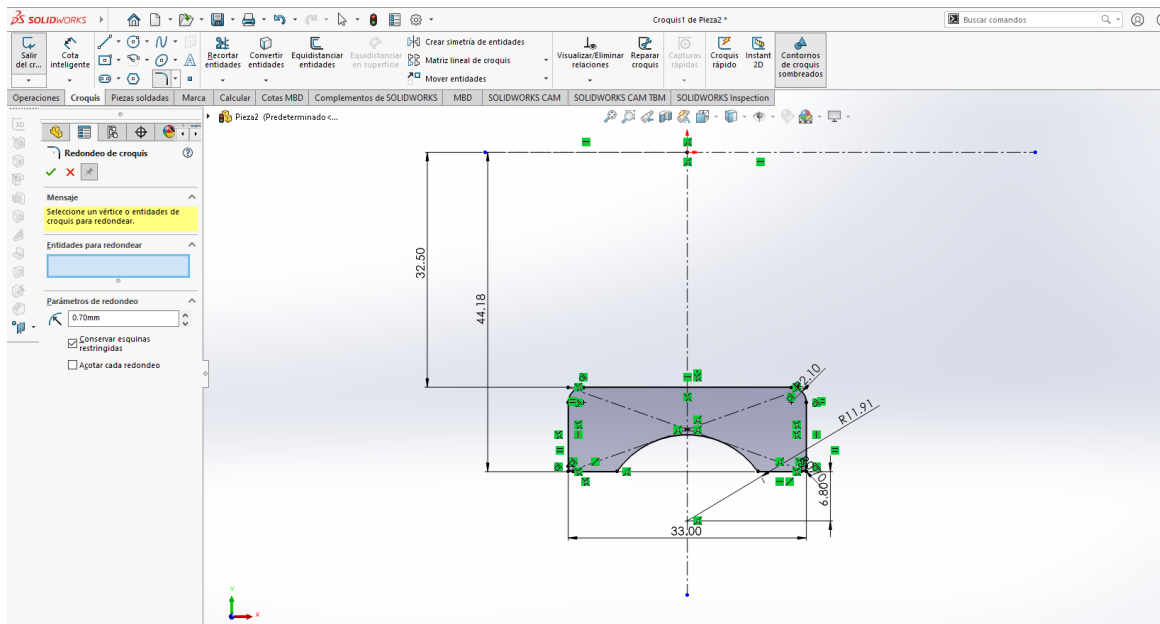 SOLIDWORKS
Croquis1 de Pieza2 *
Buscar comandos
Salir del cr...
Cota inteligente
Recortar entidades
Convertir entidades
Equidistanciar entidades
Equidistanciar en superficie
Crear simetría de entidades
Matriz lineal de croquis
Mover entidades
Visualizar/Eliminar relaciones
Reparar croquis
Capturas rápidas
Croquis rápido
Instant 2D
Contornos de croquis sombreados
Operaciones Croquis Piezas soldadas Marca Calcular Cotas MBD Complementos de SOLIDWORKS MBD SOLIDWORKS CAM SOLIDWORKS CAM TBM SOLIDWORKS Inspection
Pieza2 (Predeterminado<...
Redondeo de croquis
Mensaje
Seleccione un vértice o entidades de
croquis para redondear.
Entidades para redondear
Parámetros de redondeo
0.70mm
Conservar esquinas
restringidas
Acotar cada redondeo
32.50
44.18
R11.91
6.80
33.00
Y
X